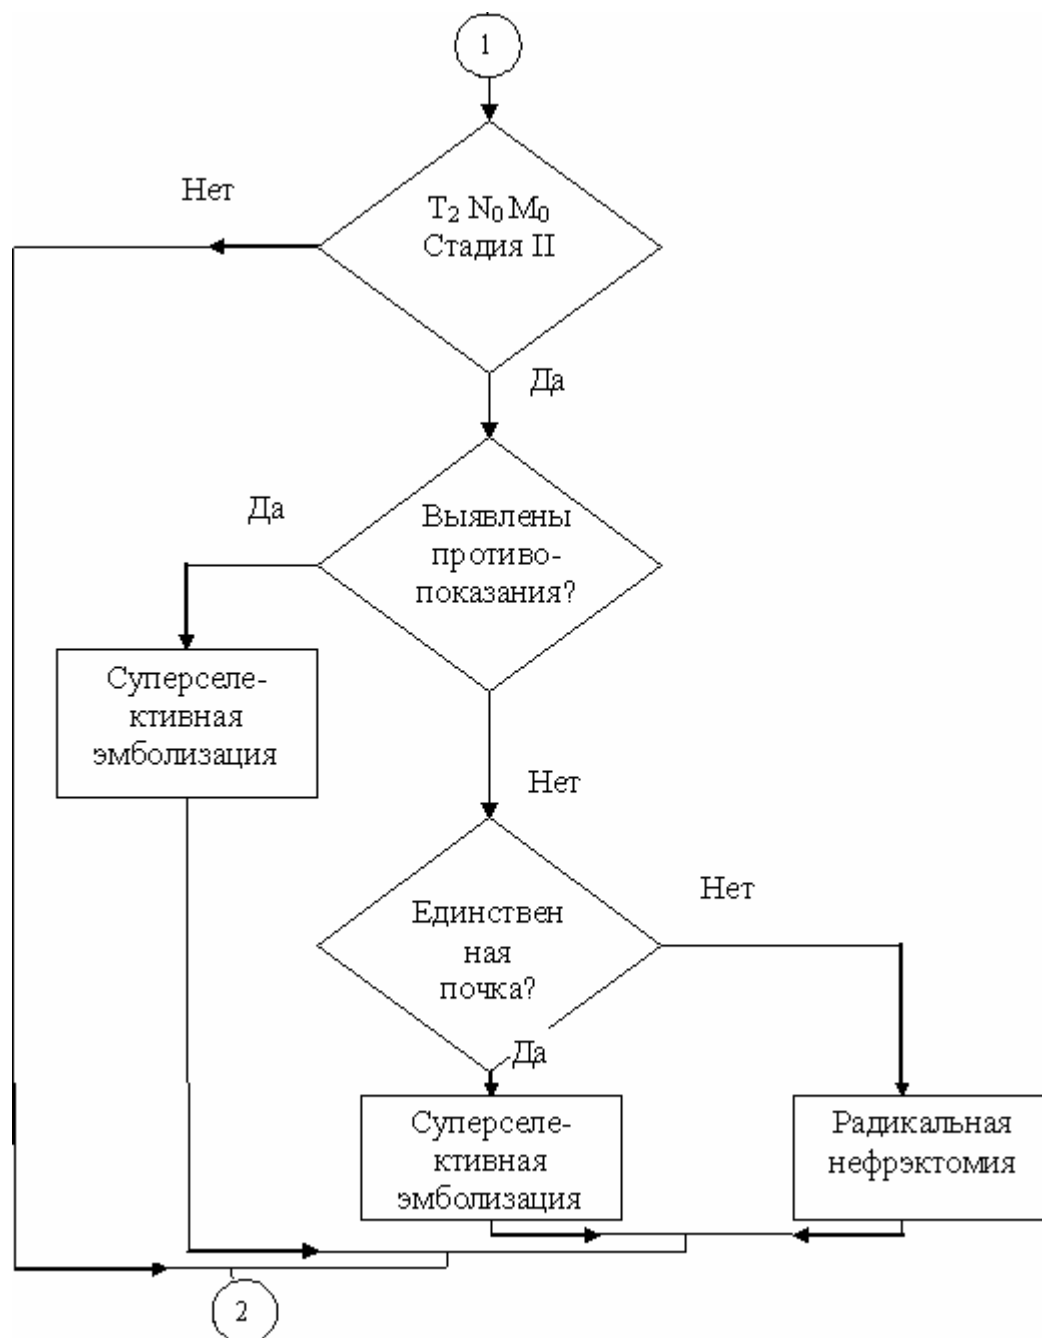 1
Нет
T₂ N₀ M₀
Стадия II
Да
Да
Выявлены
противо-
показания?
Суперселе-
ктивная
эмболизация
Нет
Единствен
ная
почка?
Нет
Да
Суперселе-
ктивная
эмболизация
Радикальная
нефрэктомия
2